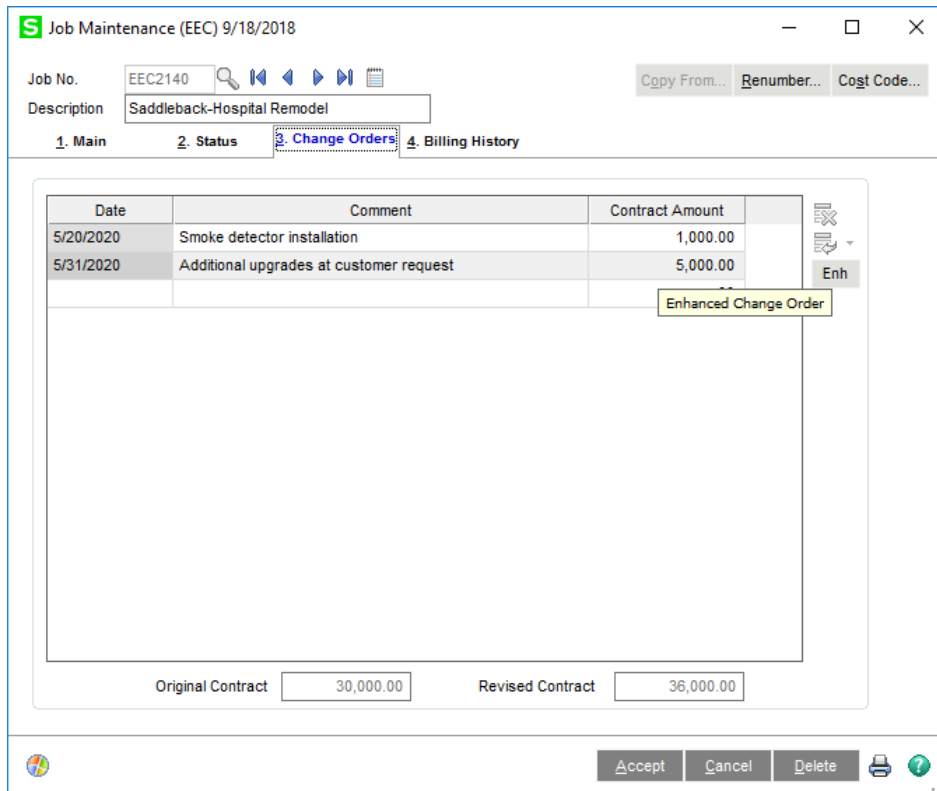 S Job Maintenance (EEC) 9/18/2018
Job No. EEC2140 Copy From... Renumber... Cost Code...
Description Saddleback-Hospital Remodel
1. Main 2. Status 3. Change Orders 4. Billing History
Date Comment Contract Amount
5/20/2020 Smoke detector installation 1,000.00
5/31/2020 Additional upgrades at customer request 5,000.00
Enh
Enhanced Change Order
Original Contract 30,000.00 Revised Contract 36,000.00
Accept Cancel Delete ?